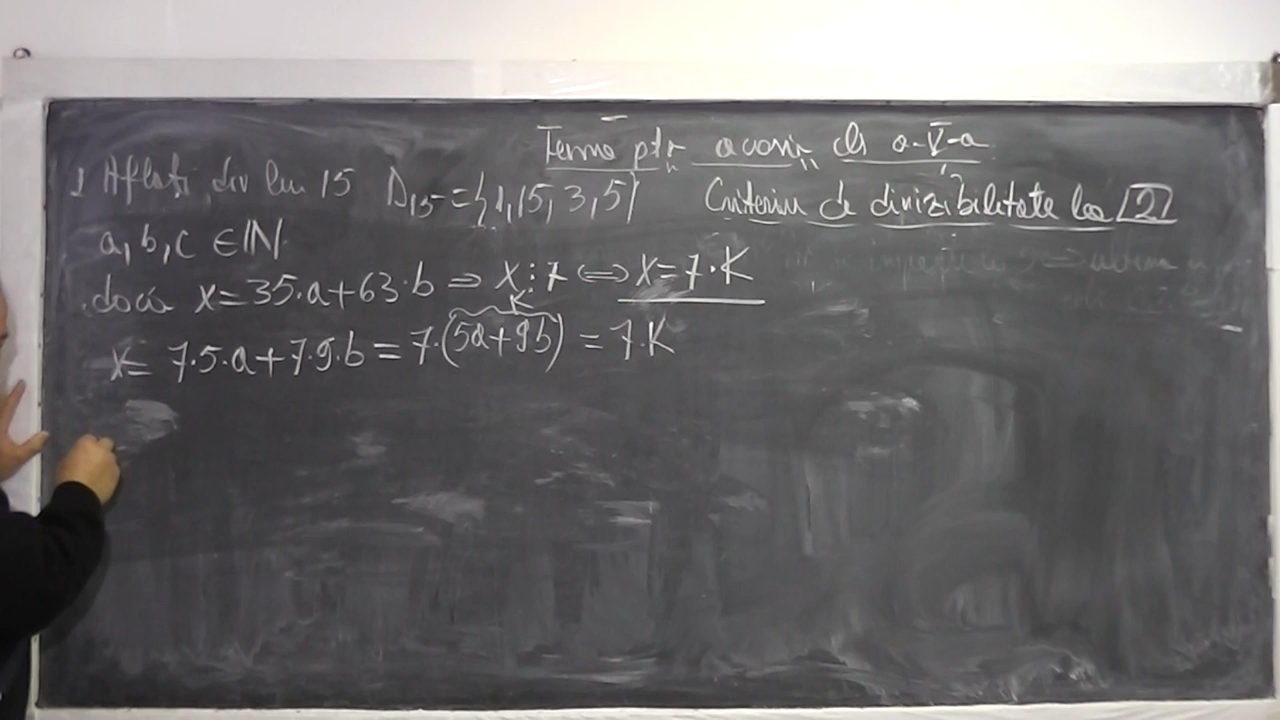 Temă ptr acasă cls a-V-a
1 Aflați div lui 15 D₁₅={1,15,3,5}
Criteriu de divizibilitate la 2
a, b, c ∈ ℕ
dacă x=35·a+63·b ⇒ x⋮7 ⇔ x=7·K
K
x= 7·5·a+7·9·b = 7·(5a+9b) = 7·K